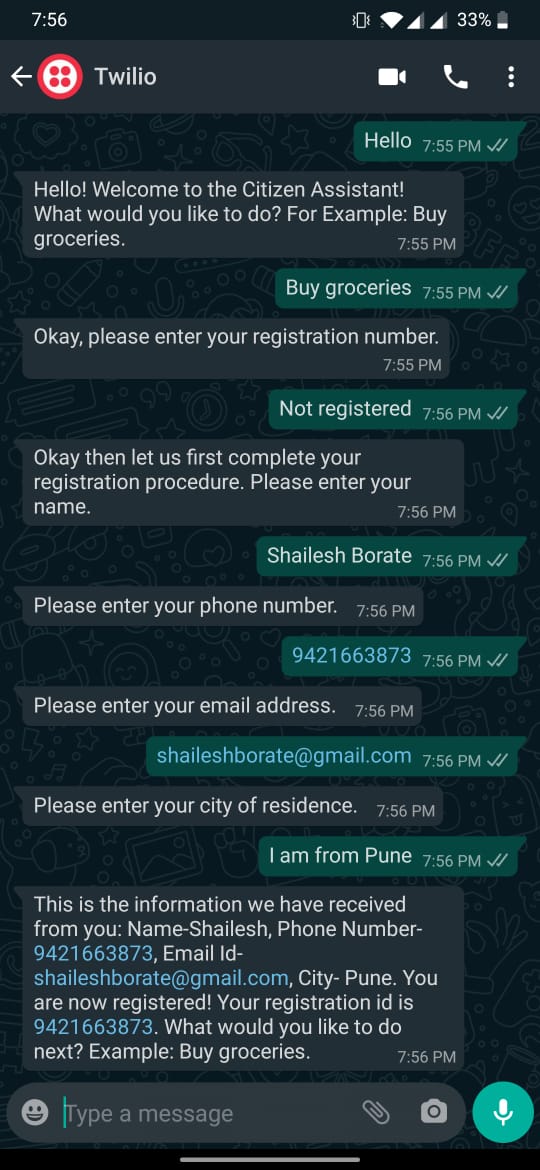 7:56
33%
Twilio
Hello 7:55 PM
Hello! Welcome to the Citizen Assistant!
What would you like to do? For Example: Buy
groceries. 7:55 PM
Buy groceries 7:55 PM
Okay, please enter your registration number.
7:55 PM
Not registered 7:56 PM
Okay then let us first complete your
registration procedure. Please enter your
name. 7:56 PM
Shailesh Borate 7:56 PM
Please enter your phone number. 7:56 PM
9421663873 7:56 PM
Please enter your email address. 7:56 PM
shaileshborate@gmail.com 7:56 PM
Please enter your city of residence. 7:56 PM
I am from Pune 7:56 PM
This is the information we have received
from you: Name-Shailesh, Phone Number-
9421663873, Email Id-
shaileshborate@gmail.com, City- Pune. You
are now registered! Your registration id is
9421663873. What would you like to do
next? Example: Buy groceries. 7:56 PM
Type a message